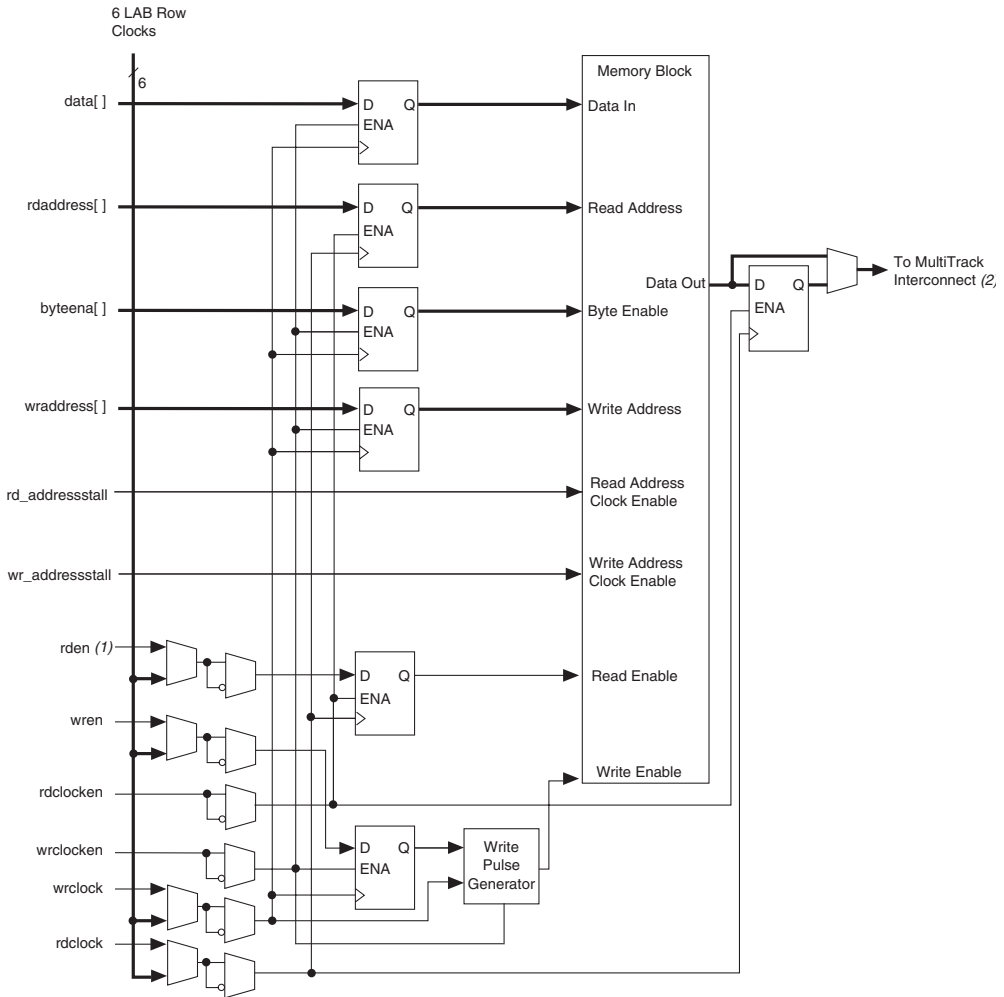 6 LAB Row
Clocks
6
Memory Block
data[ ]
D Q
ENA
Data In
rdaddress[ ]
D Q
ENA
Read Address
To MultiTrack
Interconnect (2)
Data Out
D Q
ENA
byteena[ ]
D Q
ENA
Byte Enable
wraddress[ ]
D Q
ENA
Write Address
rd_addressstall
Read Address
Clock Enable
wr_addressstall
Write Address
Clock Enable
rden (1)
D Q
ENA
Read Enable
wren
Write Enable
rdclocken
wrclocken
D Q
ENA
Write
Pulse
Generator
wrclock
rdclock